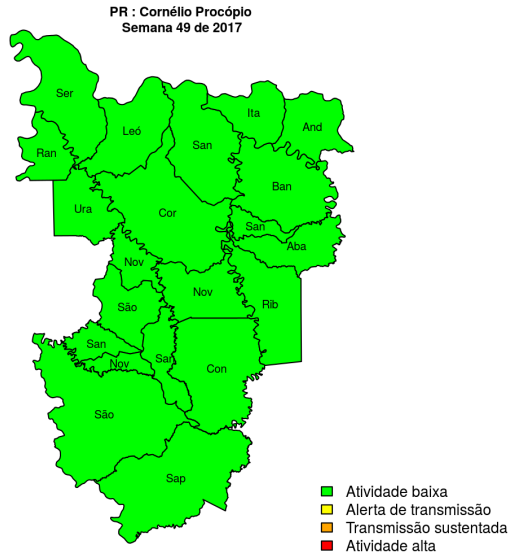 PR : Cornélio Procópio
Semana 49 de 2017
Ser
Ita
Leó
And
San
Ran
Ban
Ura
Cor
San
Aba
Nov
Nov
Rib
São
San
San
Nov
Con
São
Sap
Atividade baixa
Alerta de transmissão
Transmissão sustentada
Atividade alta